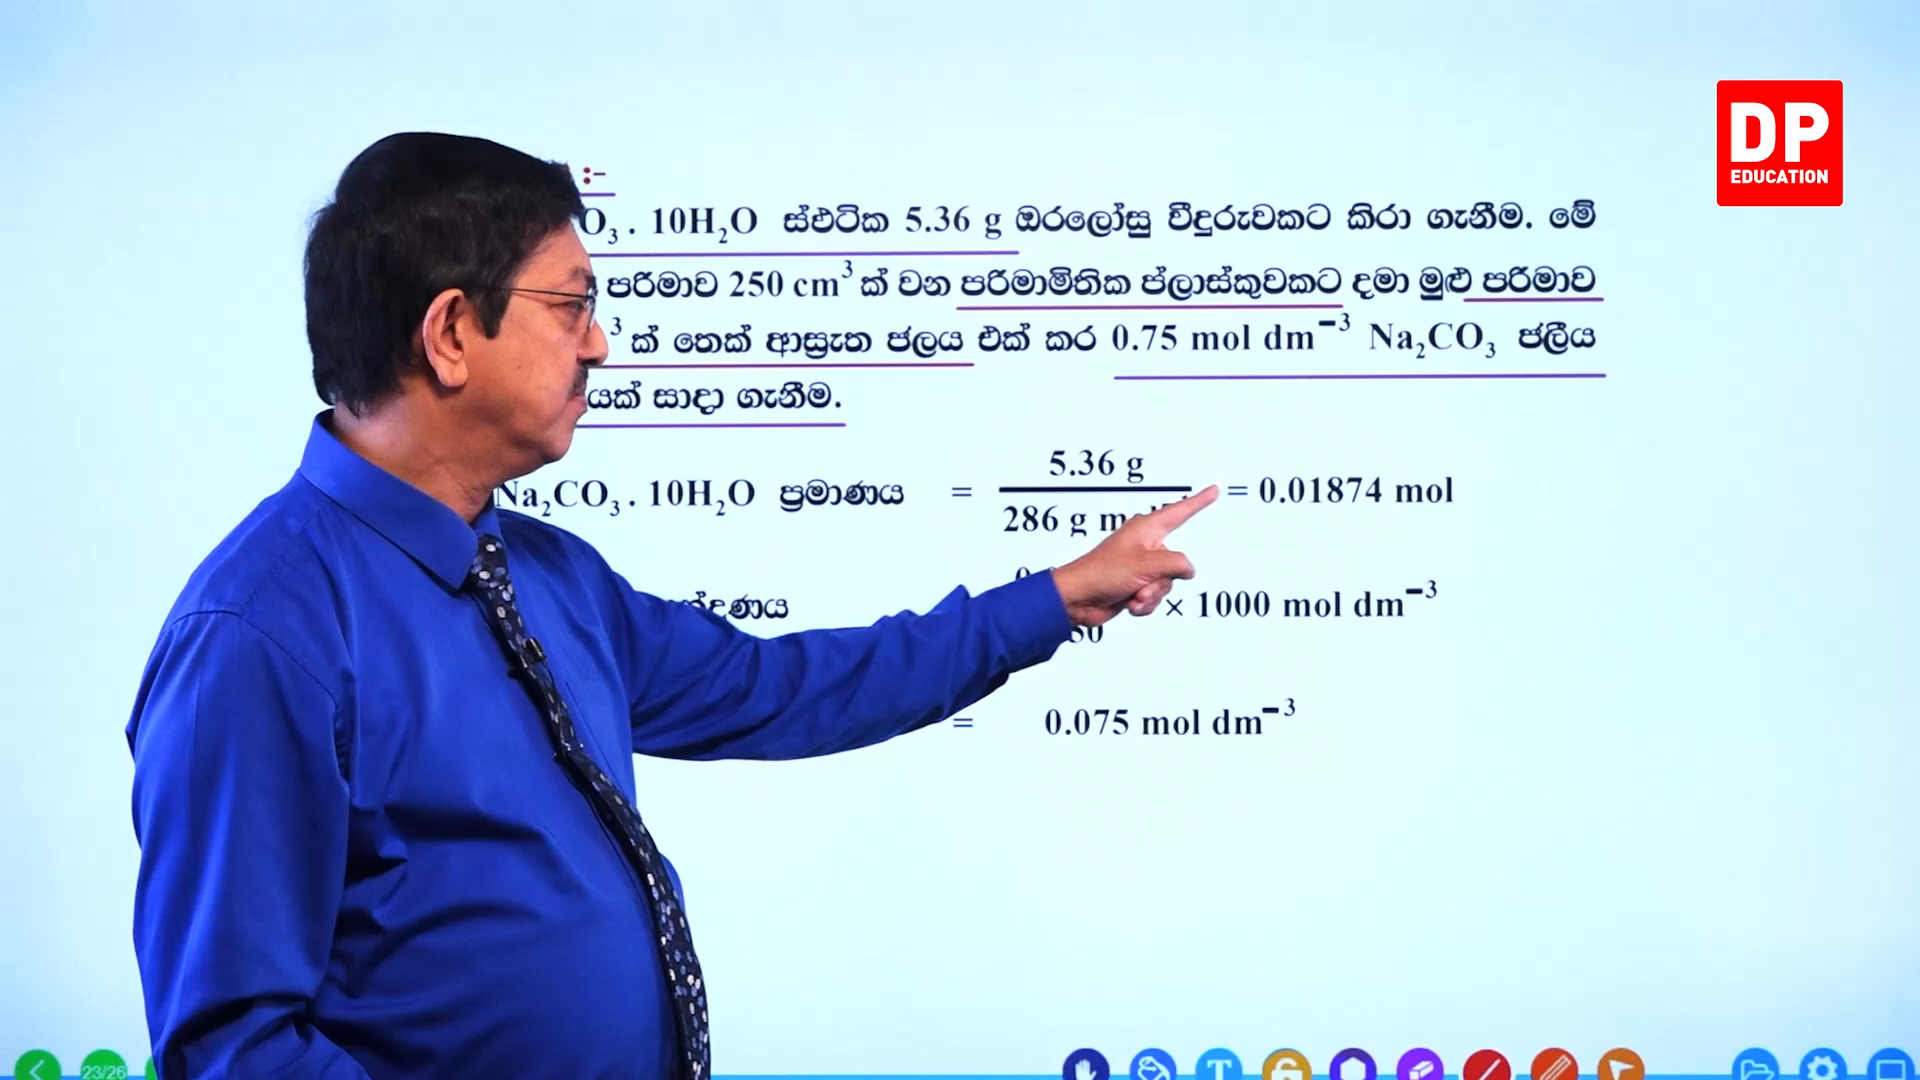 DP
EDUCATION
:-
O₃ . 10H₂O ස්ඵටික 5.36 g ඔරලෝසු වීදුරුවකට කිරා ගැනීම. මේ
පරිමාව 250 cm³ ක් වන පරිමාමිතික ප්ලාස්කුවකට දමා මුළු පරිමාව
³ ක් තෙක් ආස්‍රැත ජලය එක් කර 0.75 mol dm⁻³ Na₂CO₃ ජලීය
යක් සාදා ගැනීම.
Na₂CO₃ . 10H₂O ප්‍රමාණය = 5.36 g / 286 g = 0.01874 mol
× 1000 mol dm⁻³
= 0.075 mol dm⁻³
23/26